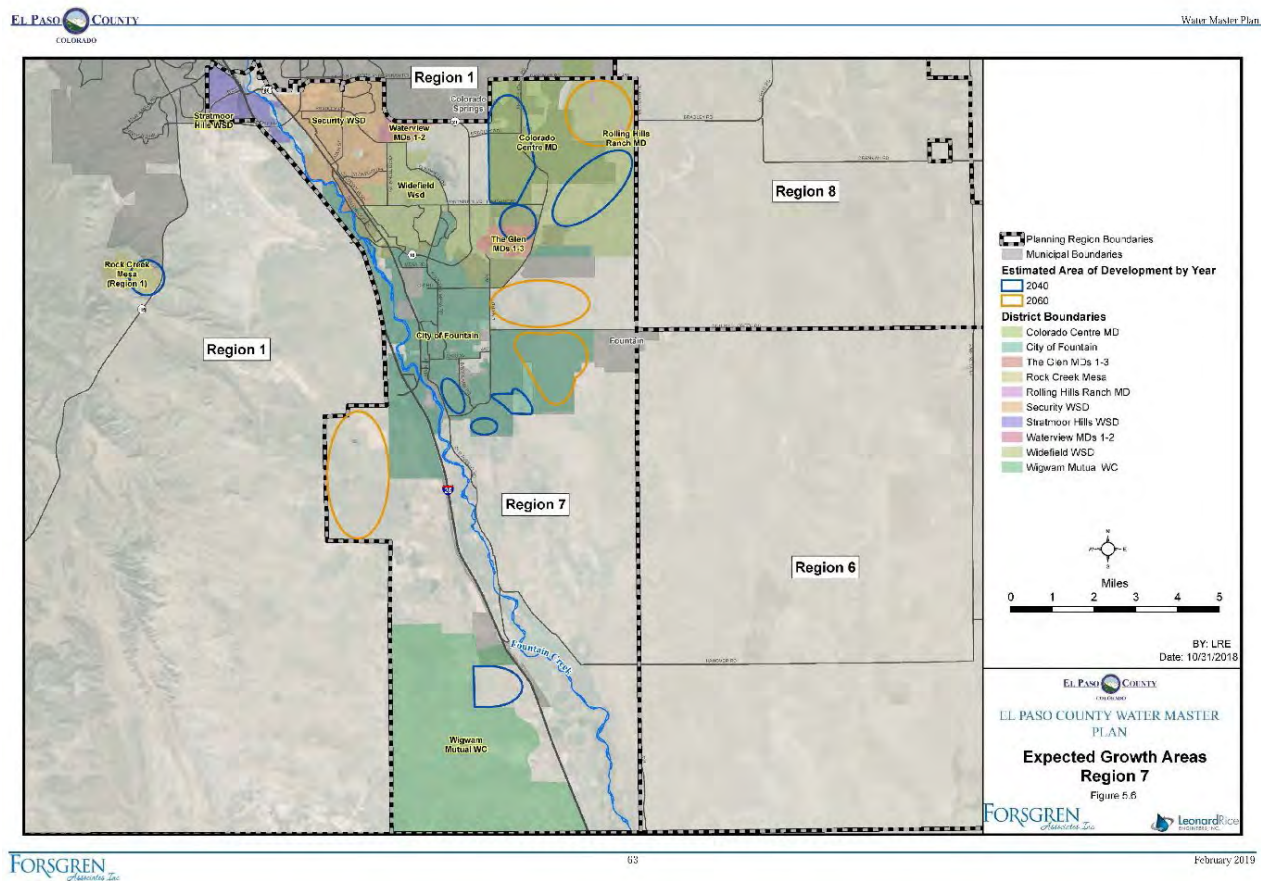 EL PASO COUNTY
COLORADO
Water Master Plan
Region 1
Colorado
Springs
Stratmoor
Hills WSD
Security WSD
Waterview
MDs 1-2
Colorado
Centre MD
Rolling Hills
Ranch MD
BRADLEY RD
Widefield
Wsd
Region 8
The Glen
MDs 1-3
Rock Creek
Mesa
(Region 1)
Region 1
City of Fountain
Fountain
Region 7
25
Region 6
Fountain Creek
Wigwam
Mutual WC
Planning Region Boundaries
Municipal Boundaries
Estimated Area of Development by Year
2040
2060
District Boundaries
Colorado Centre MD
City of Fountain
The Glen MDs 1-3
Rock Creek Mesa
Rolling Hills Ranch MD
Security WSD
Stratmoor Hills WSD
Waterview MDs 1-2
Widefield WSD
Wigwam Mutual WC
N
W E
S
Miles
0 1 2 3 4 5
BY: LRE
Date: 10/31/2018
EL PASO COUNTY
COLORADO
EL PASO COUNTY WATER MASTER
PLAN
Expected Growth Areas
Region 7
Figure 5.6
FORSGREN
Associates Inc
LeonardRice
ENGINEERS, INC.
FORSGREN
Associates Inc
63
February 2019